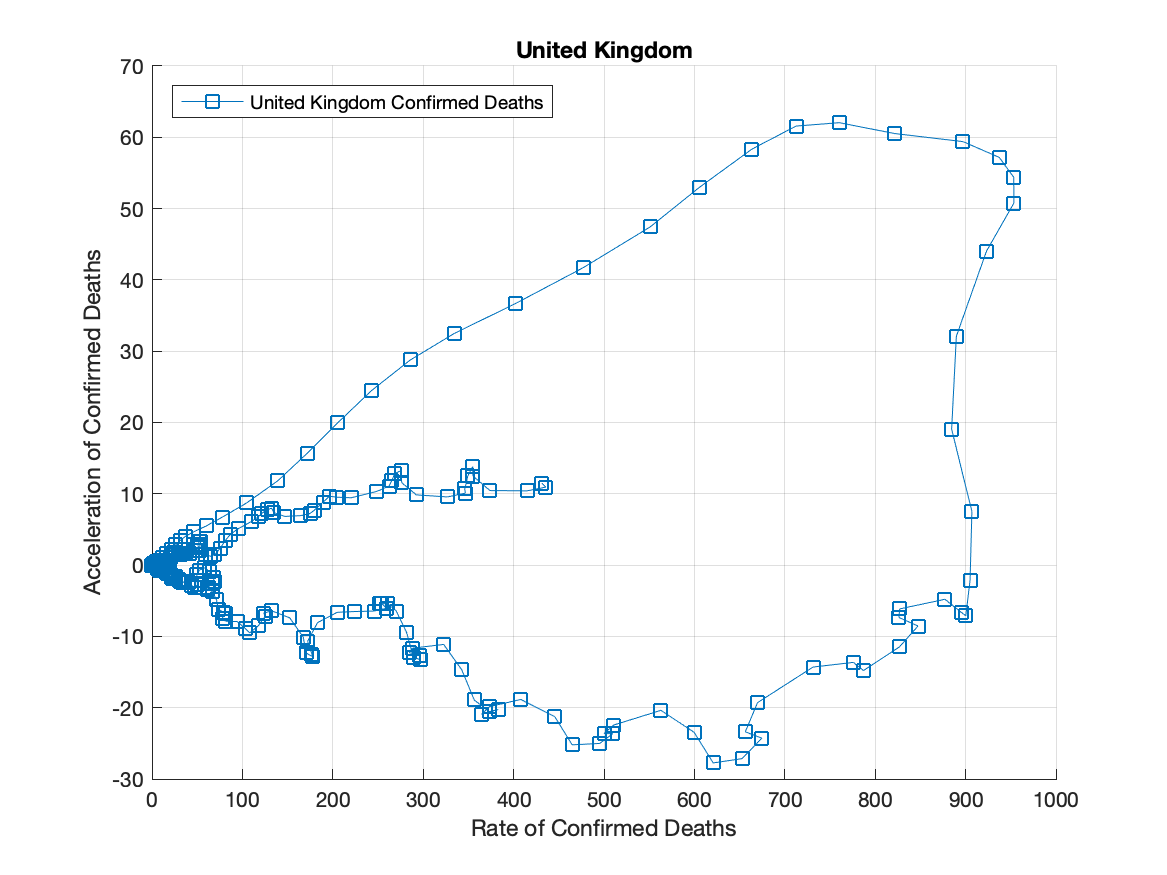 United Kingdom
United Kingdom Confirmed Deaths
70
60
50
40
30
20
10
0
-10
-20
-30
Acceleration of Confirmed Deaths
0 100 200 300 400 500 600 700 800 900 1000
Rate of Confirmed Deaths